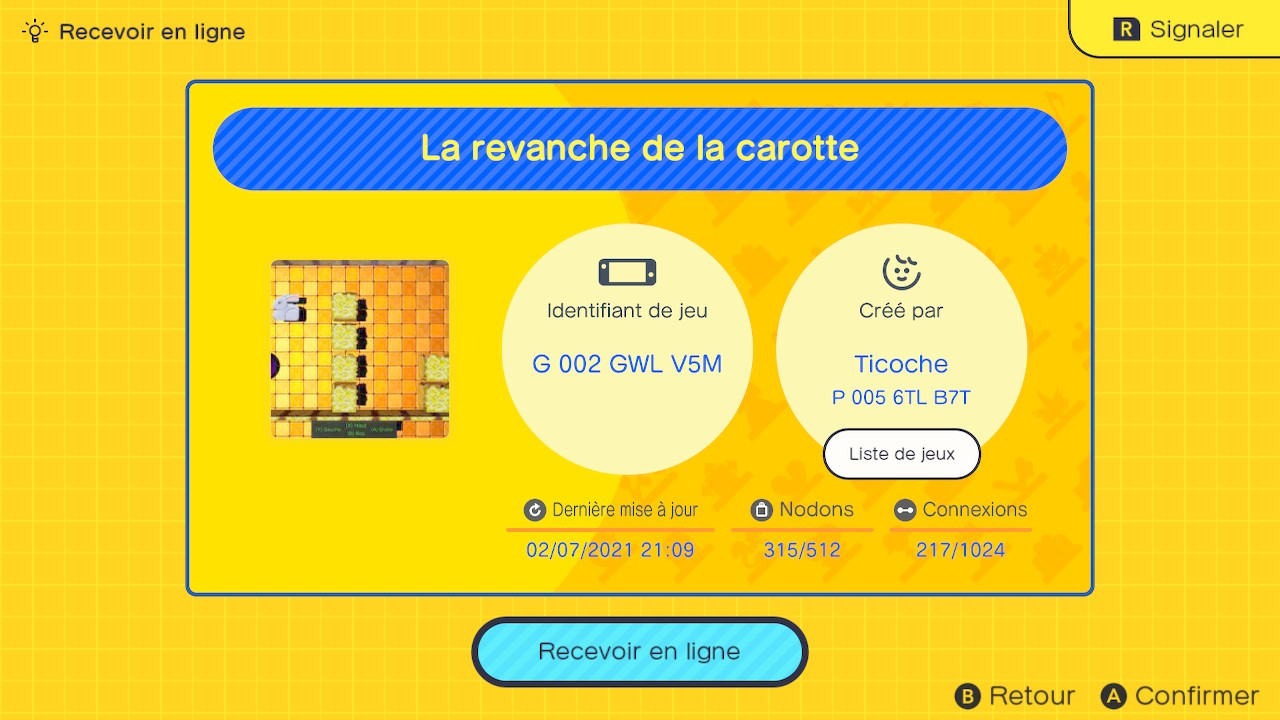 Recevoir en ligne
R Signaler
La revanche de la carotte
Identifiant de jeu
G 002 GWL V5M
Créé par
Ticoche
P 005 6TL B7T
Liste de jeux
Dernière mise à jour
02/07/2021 21:09
Nodons
315/512
Connexions
217/1024
Recevoir en ligne
B Retour A Confirmer